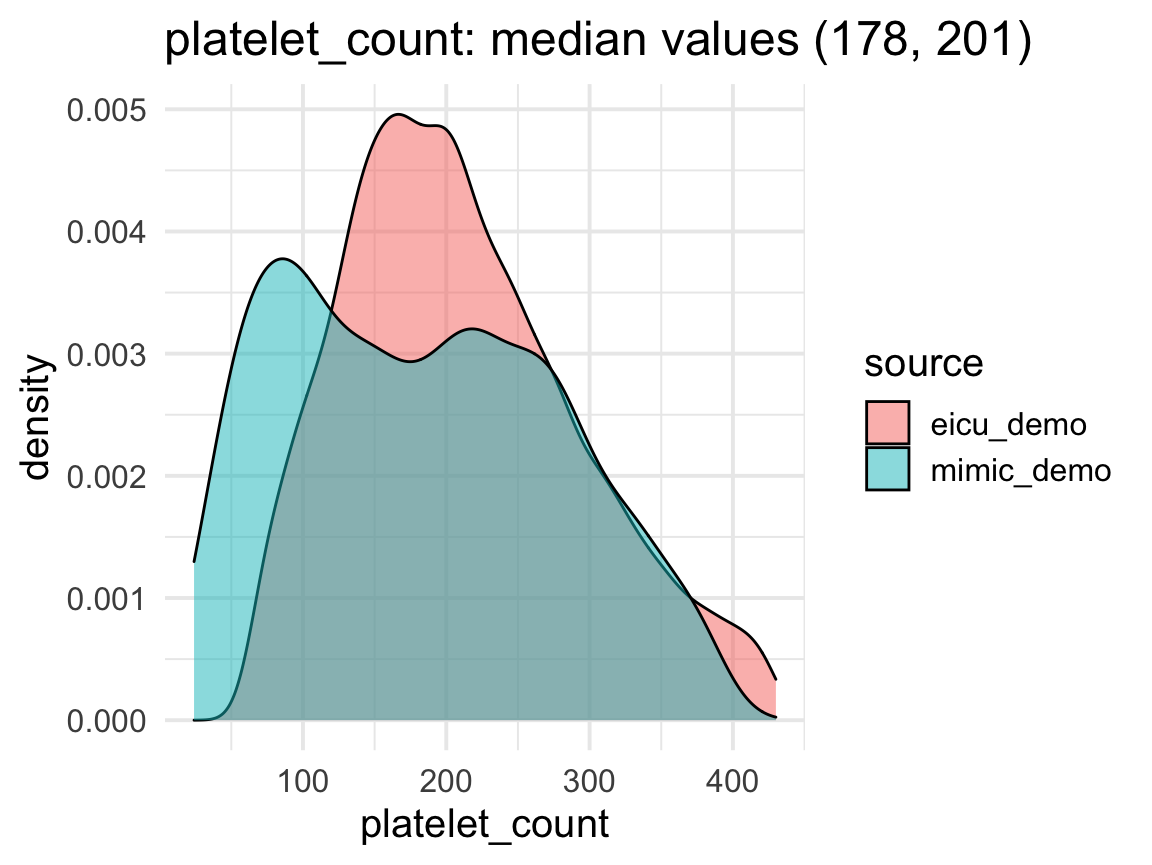 platelet_count: median values (178, 201)
0.005
0.004
0.003
0.002
0.001
0.000
density
100 200 300 400
platelet_count
source
eicu_demo
mimic_demo